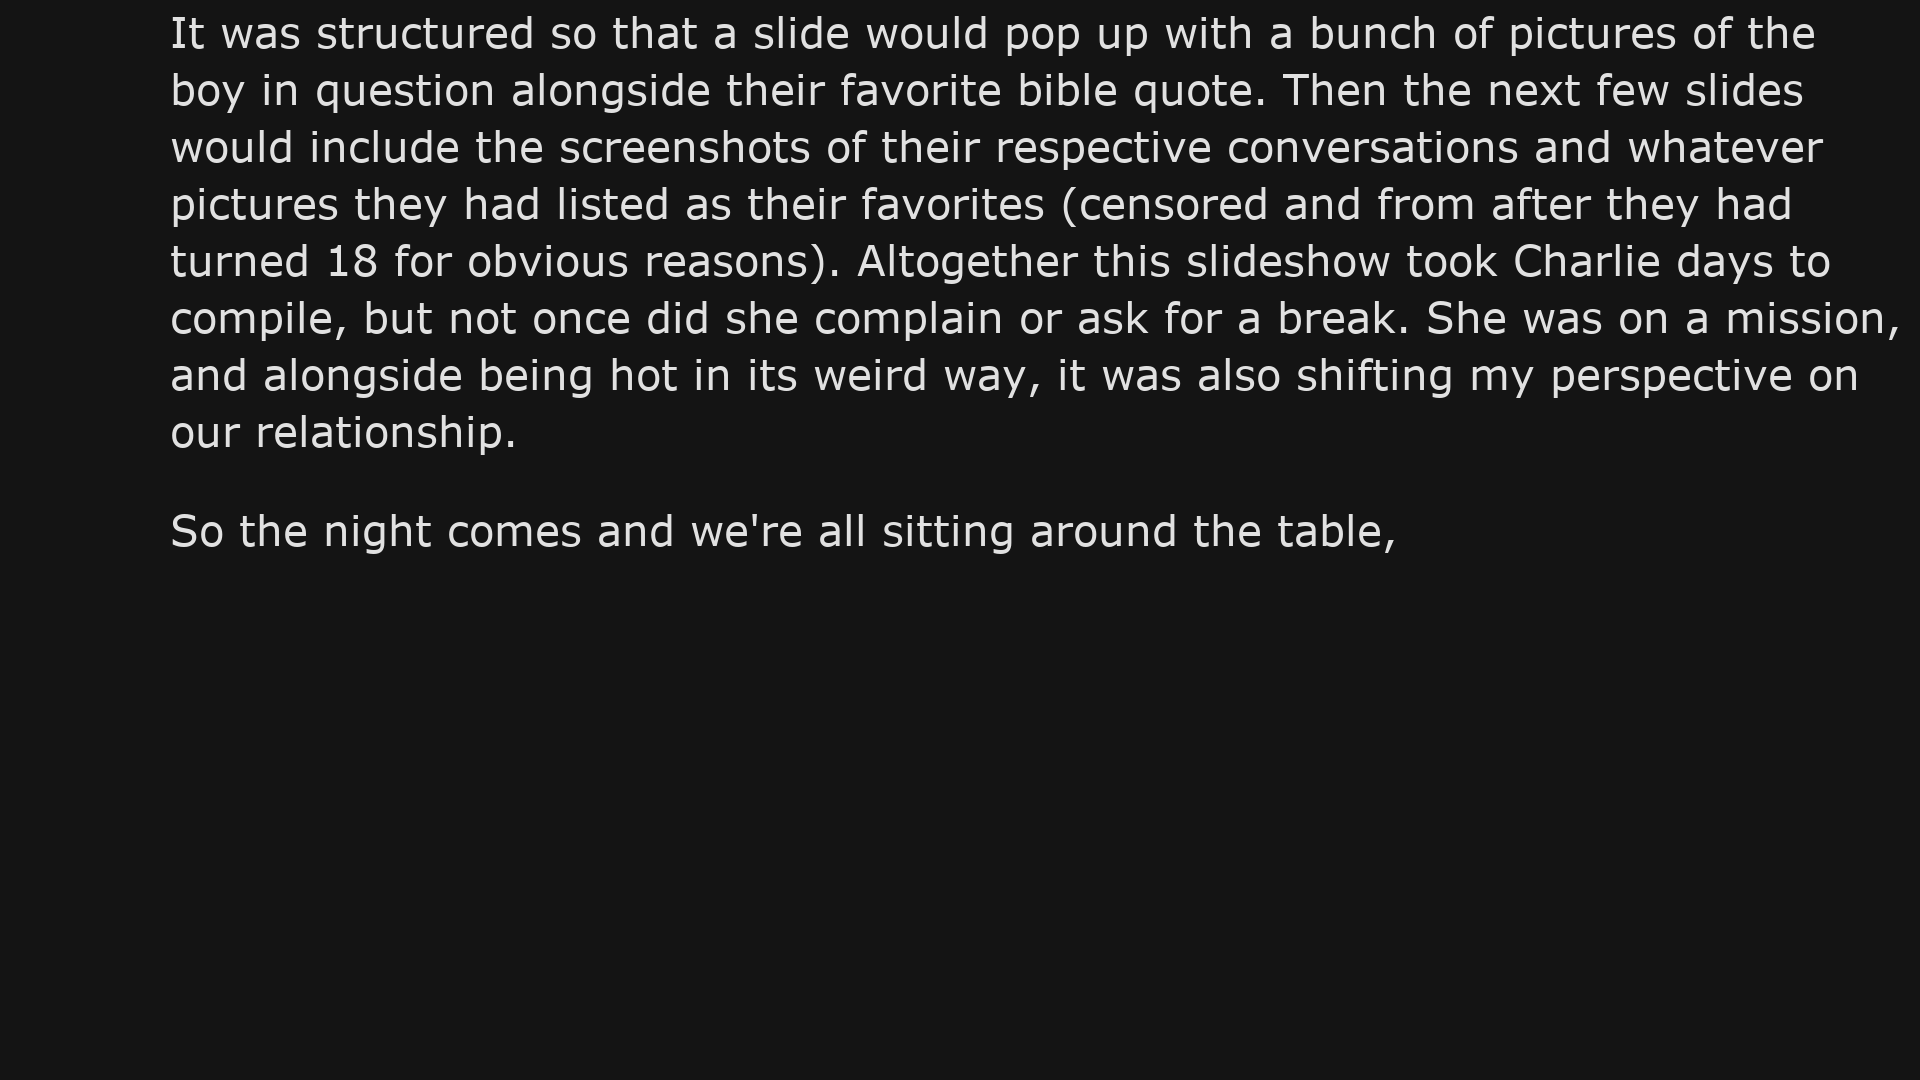 It was structured so that a slide would pop up with a bunch of pictures of the
boy in question alongside their favorite bible quote. Then the next few slides
would include the screenshots of their respective conversations and whatever
pictures they had listed as their favorites (censored and from after they had
turned 18 for obvious reasons). Altogether this slideshow took Charlie days to
compile, but not once did she complain or ask for a break. She was on a mission,
and alongside being hot in its weird way, it was also shifting my perspective on
our relationship.
So the night comes and we're all sitting around the table,